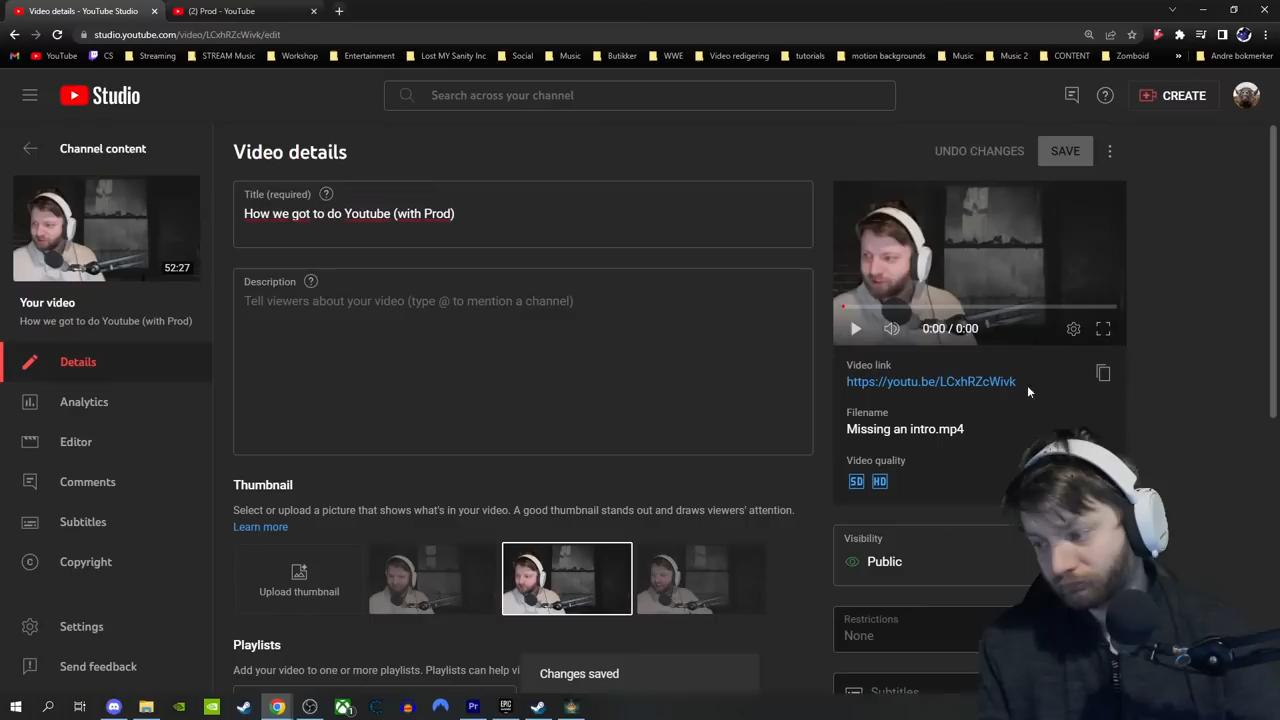 Video details - YouTube Studio
(2) Prod - YouTube
studio.youtube.com/video/LCxhRZcWivk/edit
YouTube
CS
Streaming
STREAM Music
Workshop
Entertainment
Lost MY Sanity Inc
Social
Music
Butikker
WWE
Video redigering
tutorials
motion backgrounds
Music
Music 2
CONTENT
Zomboid
»
Andre bokmerker
Studio
Search across your channel
CREATE
Channel content
Video details
UNDO CHANGES
SAVE
Title (required)
How we got to do Youtube (with Prod)
52:27
Description
Tell viewers about your video (type @ to mention a channel)
Your video
How we got to do Youtube (with Prod)
0:00 / 0:00
Details
Video link
https://youtu.be/LCxhRZcWivk
Analytics
Filename
Missing an intro.mp4
Editor
Video quality
SD
HD
Comments
Thumbnail
Select or upload a picture that shows what's in your video. A good thumbnail stands out and draws viewers' attention.
Learn more
Subtitles
Visibility
Public
Copyright
Upload thumbnail
Restrictions
None
Settings
Playlists
Add your video to one or more playlists. Playlists can help vi
Changes saved
Send feedback
Subtitles